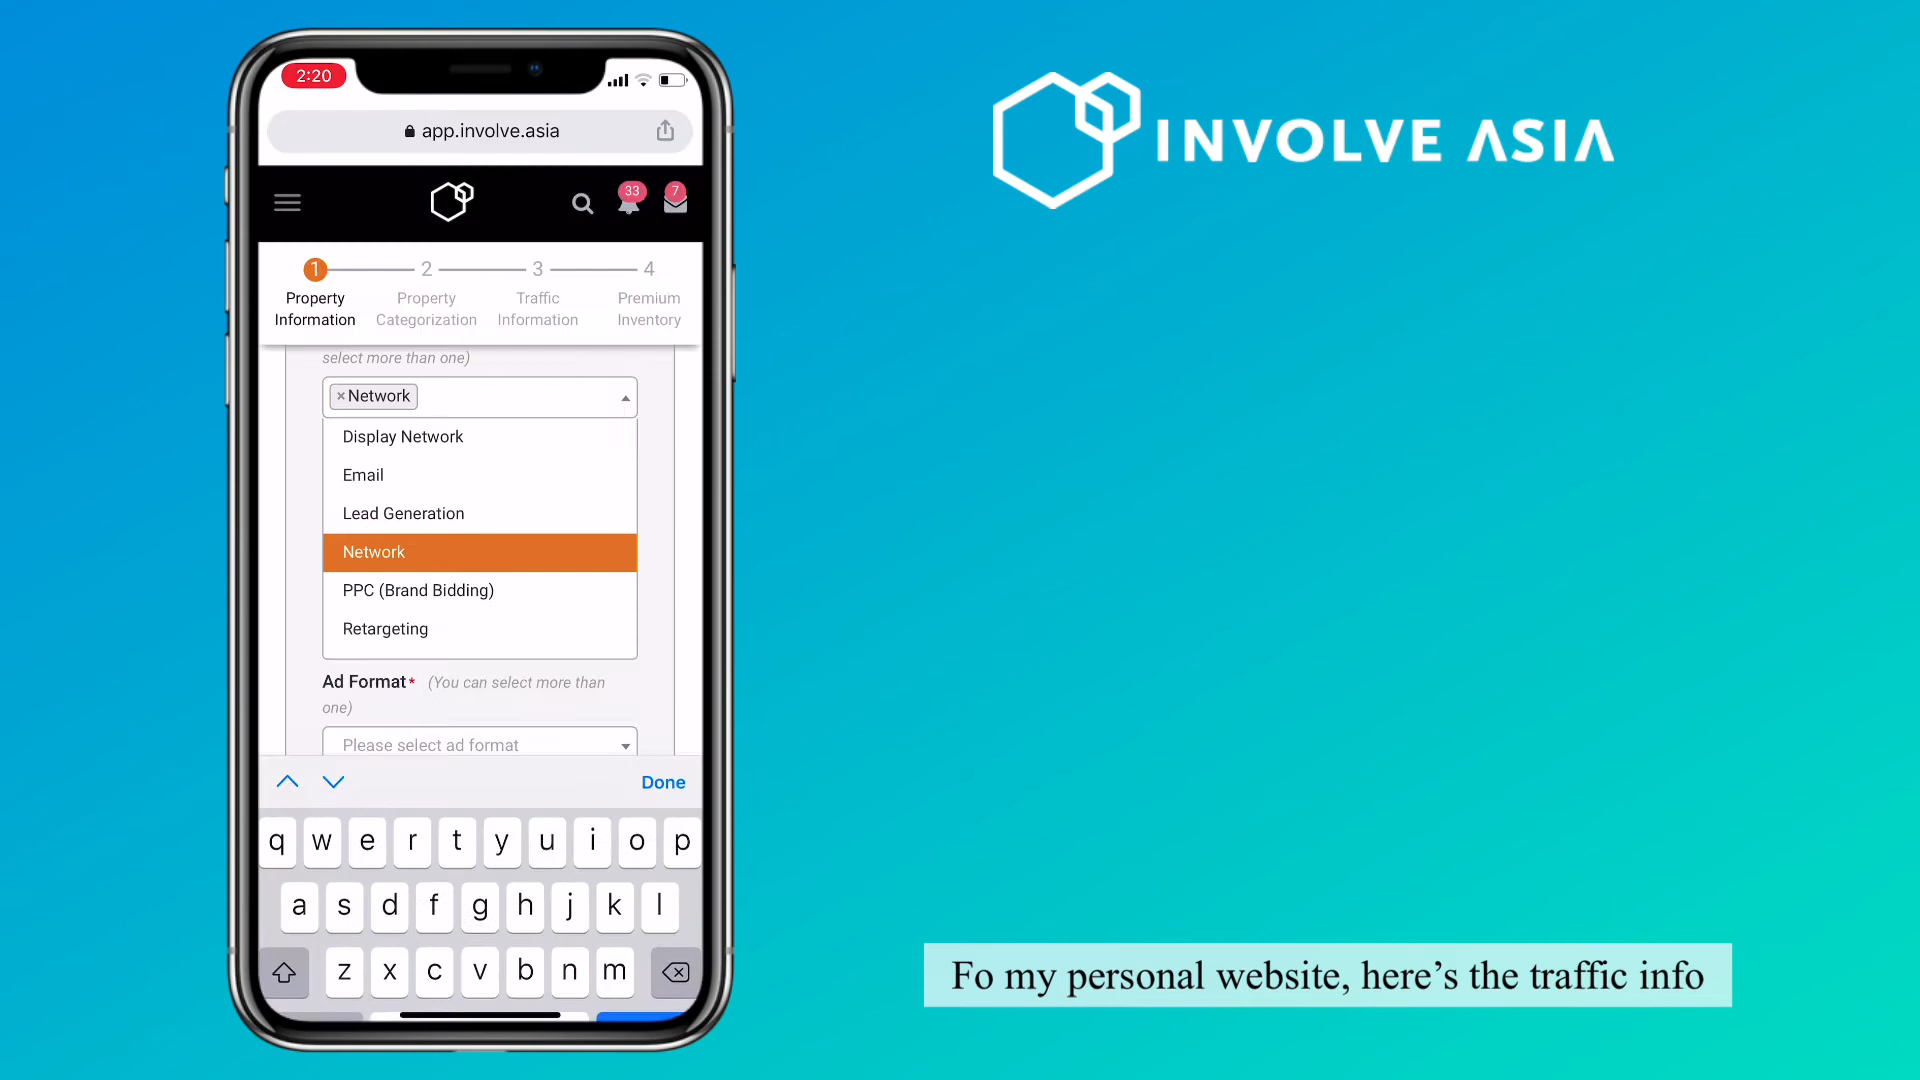 2:20
app.involve.asia
33
7
1
2
3
4
Property Information
Property Categorization
Traffic Information
Premium Inventory
select more than one)
×Network
Display Network
Email
Lead Generation
Network
PPC (Brand Bidding)
Retargeting
Ad Format* (You can select more than
one)
Please select ad format
Done
q w e r t y u i o p
a s d f g h j k l
z x c v b n m
INVOLVE ASIA
Fo my personal website, here’s the traffic info